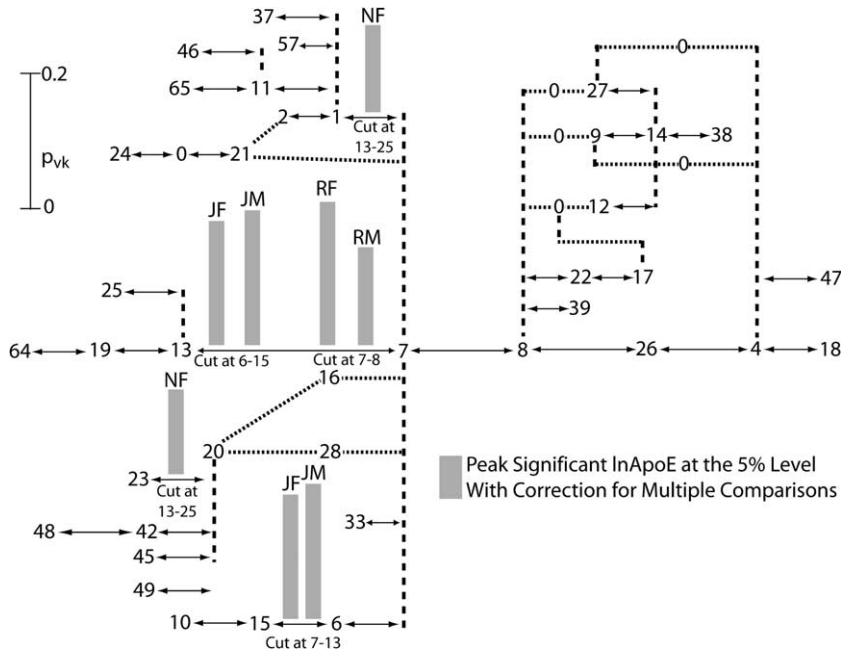 37 NF
46 57
0.2
65 11
2 1
Cut at
13-25
24 0 21
p_vk
0
0
0 27
0 9 14 38
0
0 12
JF JM RF
RM
22 17 47
25
39
64 19 13 7 8 26 4 18
Cut at 6-15 Cut at 7-8
NF 16
20 28
23
Cut at
13-25
JF JM
33
48 42
45
49
10 15 6
Cut at 7-13
Peak Significant lnApoE at the 5% Level
With Correction for Multiple Comparisons